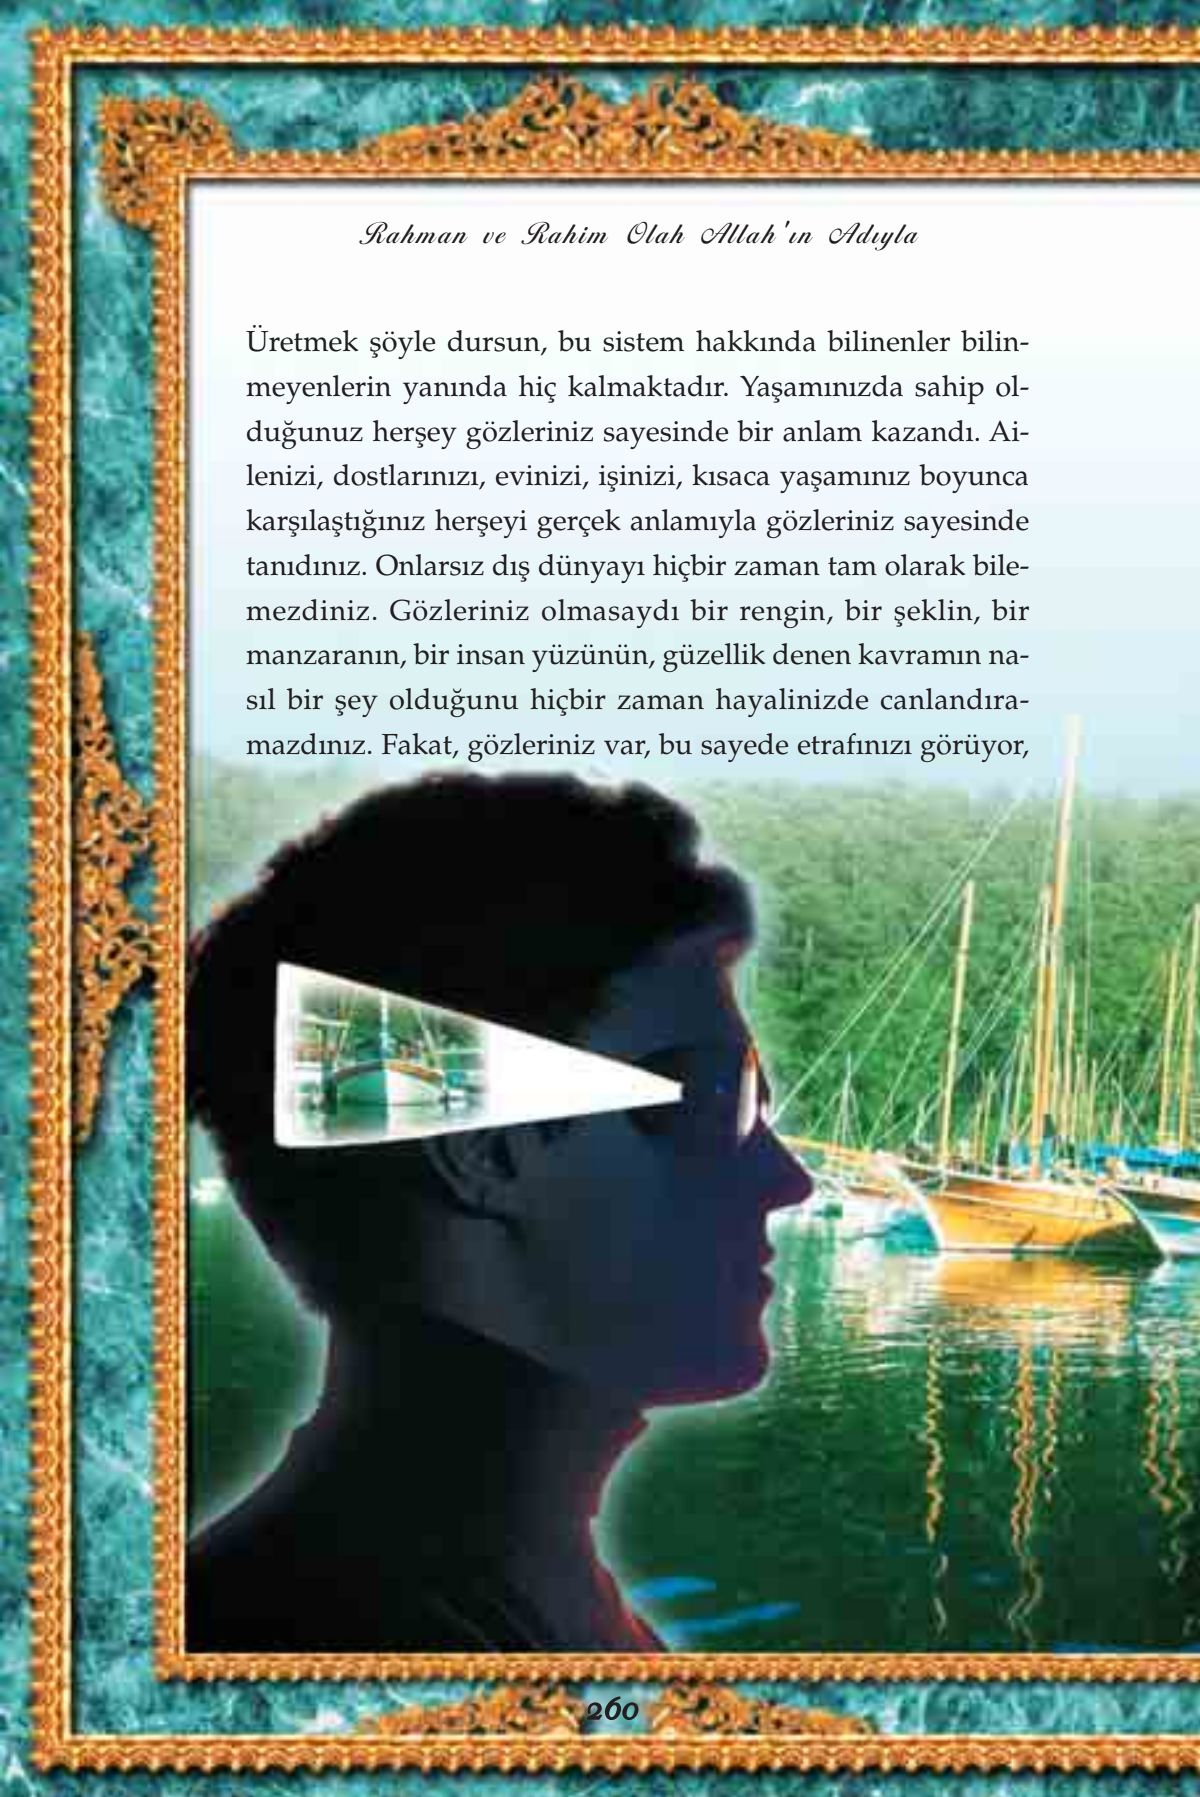 Rahman ve Rahim Olah Allah'ın Adıyla
Üretmek şöyle dursun, bu sistem hakkında bilinenler bilin-
meyenlerin yanında hiç kalmaktadır. Yaşamınızda sahip ol-
duğunuz herşey gözleriniz sayesinde bir anlam kazandı. Ai-
lenizi, dostlarınızı, evinizi, işinizi, kısaca yaşamınız boyunca
karşılaştığınız herşeyi gerçek anlamıyla gözleriniz sayesinde
tanıdınız. Onlarsız dış dünyayı hiçbir zaman tam olarak bile-
mezdiniz. Gözleriniz olmasaydı bir rengin, bir şeklin, bir
manzaranın, bir insan yüzünün, güzellik denen kavramın na-
sıl bir şey olduğunu hiçbir zaman hayalinizde canlandıra-
mazdınız. Fakat, gözleriniz var, bu sayede etrafınızı görüyor,
260